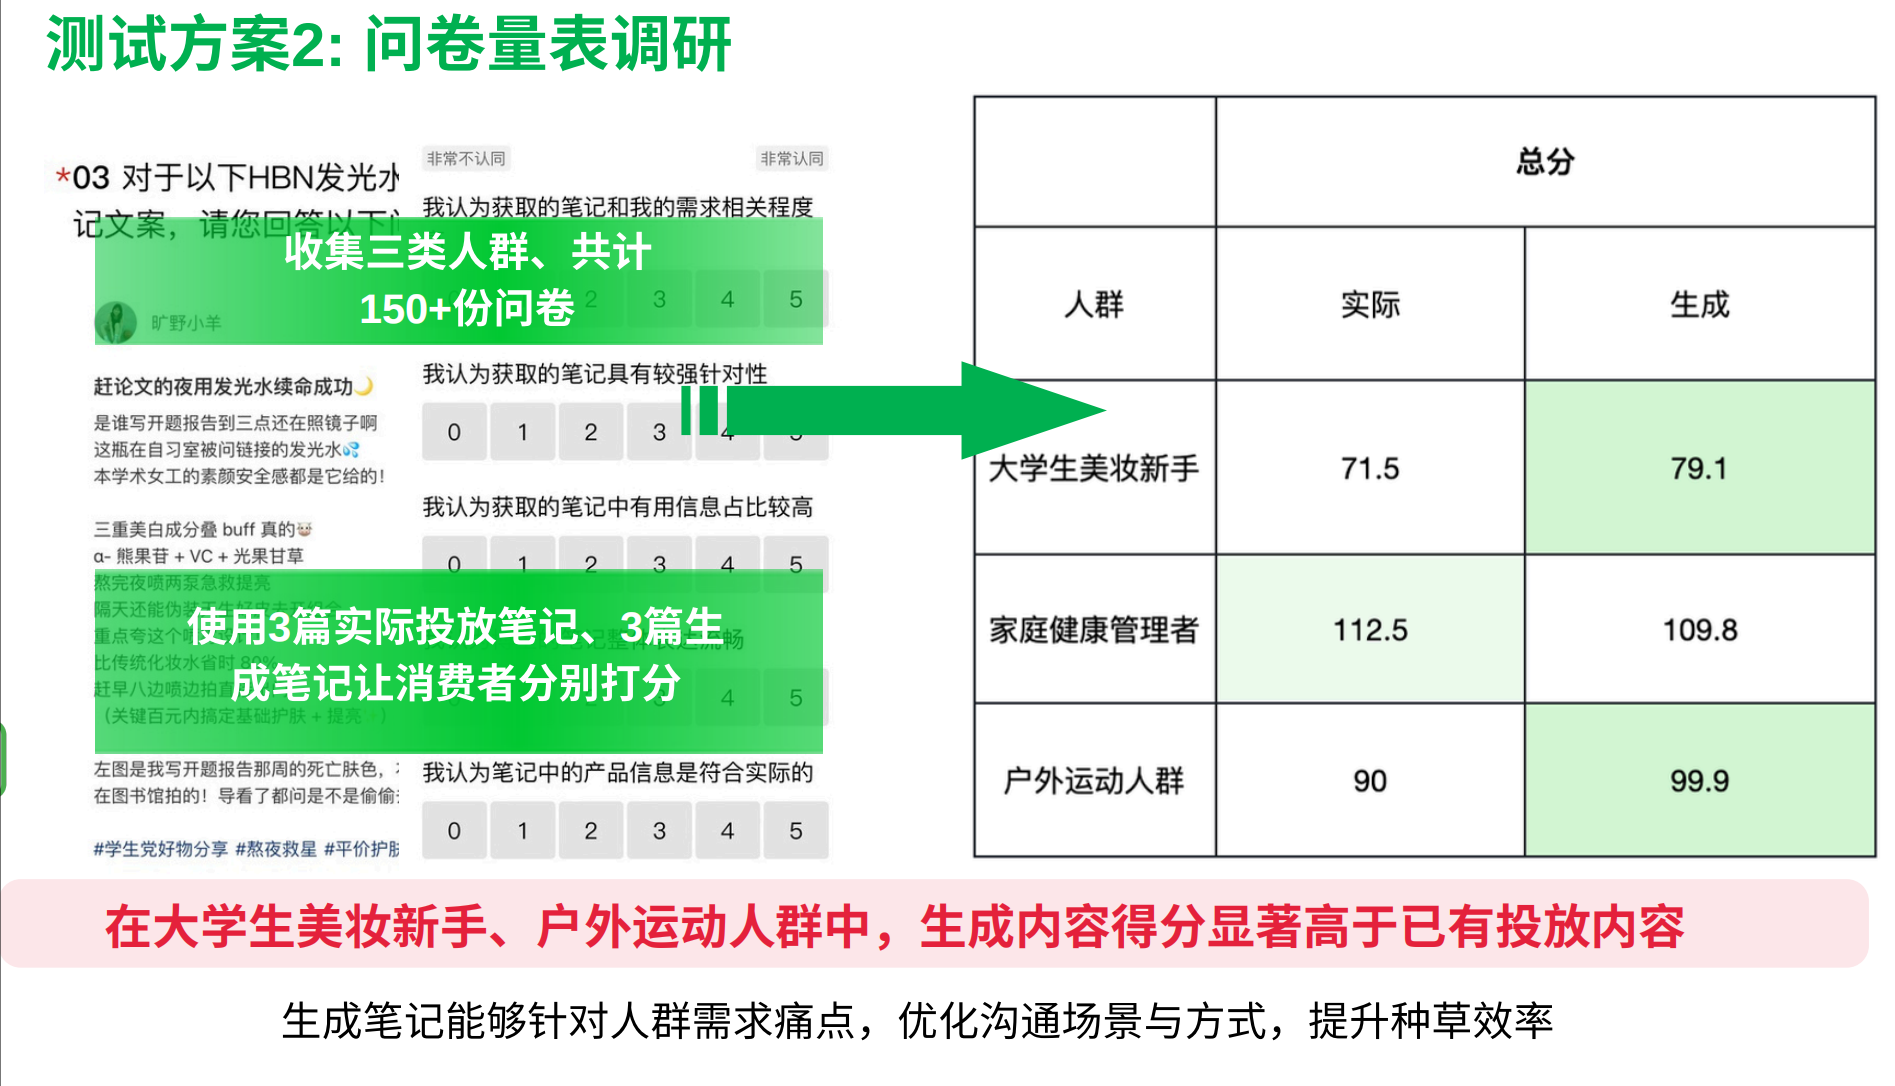 测试方案2: 问卷量表调研
*03 对于以下HBN发光水
记文案，请您回答以下
旷野小羊
赶论文的夜用发光水续命成功🌙
是谁写开题报告到三点还在照镜子啊
这瓶在自习室被问链接的发光水💦
本学术女工的素颜安全感都是它给的!
三重美白成分叠 buff 真的🐮
α- 熊果苷 + VC + 光果甘草
熬完夜喷两泵急救提亮
隔天还能伪装天生好皮去开组会
重点夸这个喷
比传统化妆水省时 80%
赶早八边喷边拍直
（关键百元内搞定基础护肤 + 提亮
左图是我写开题报告那周的死亡肤色，
在图书馆拍的！导看了都问是不是偷偷
#学生党好物分享 #熬夜救星 #平价护肤
非常不认同 非常认同
我认为获取的笔记和我的需求相关程度
2 3 4 5
我认为获取的笔记具有较强针对性
0 1 2 3 4 5
我认为获取的笔记中有用信息占比较高
0 1 2 3 4 5
笔记整体表达流畅
4 5
我认为笔记中的产品信息是符合实际的
0 1 2 3 4 5
收集三类人群、共计
150+份问卷
使用3篇实际投放笔记、3篇生
成笔记让消费者分别打分
总分
人群 实际 生成
大学生美妆新手 71.5 79.1
家庭健康管理者 112.5 109.8
户外运动人群 90 99.9
在大学生美妆新手、户外运动人群中，生成内容得分显著高于已有投放内容
生成笔记能够针对人群需求痛点，优化沟通场景与方式，提升种草效率